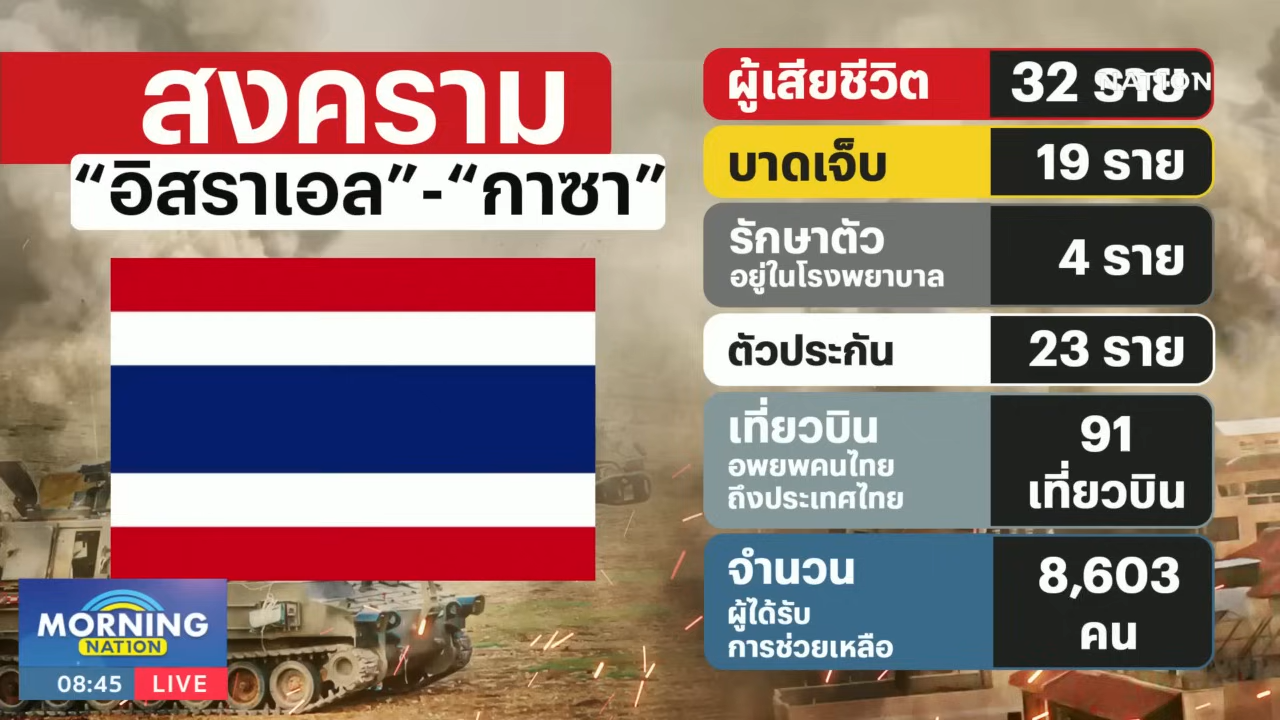 สงคราม
“อิสราเอล”-“กาซา”
ผู้เสียชีวิต
32 ราย
NATION
บาดเจ็บ
19 ราย
รักษาตัว
อยู่ในโรงพยาบาล
4 ราย
ตัวประกัน
23 ราย
เที่ยวบิน
อพยพคนไทย
ถึงประเทศไทย
91
เที่ยวบิน
จำนวน
ผู้ได้รับ
การช่วยเหลือ
8,603
คน
MORNING
NATION
08:45 LIVE